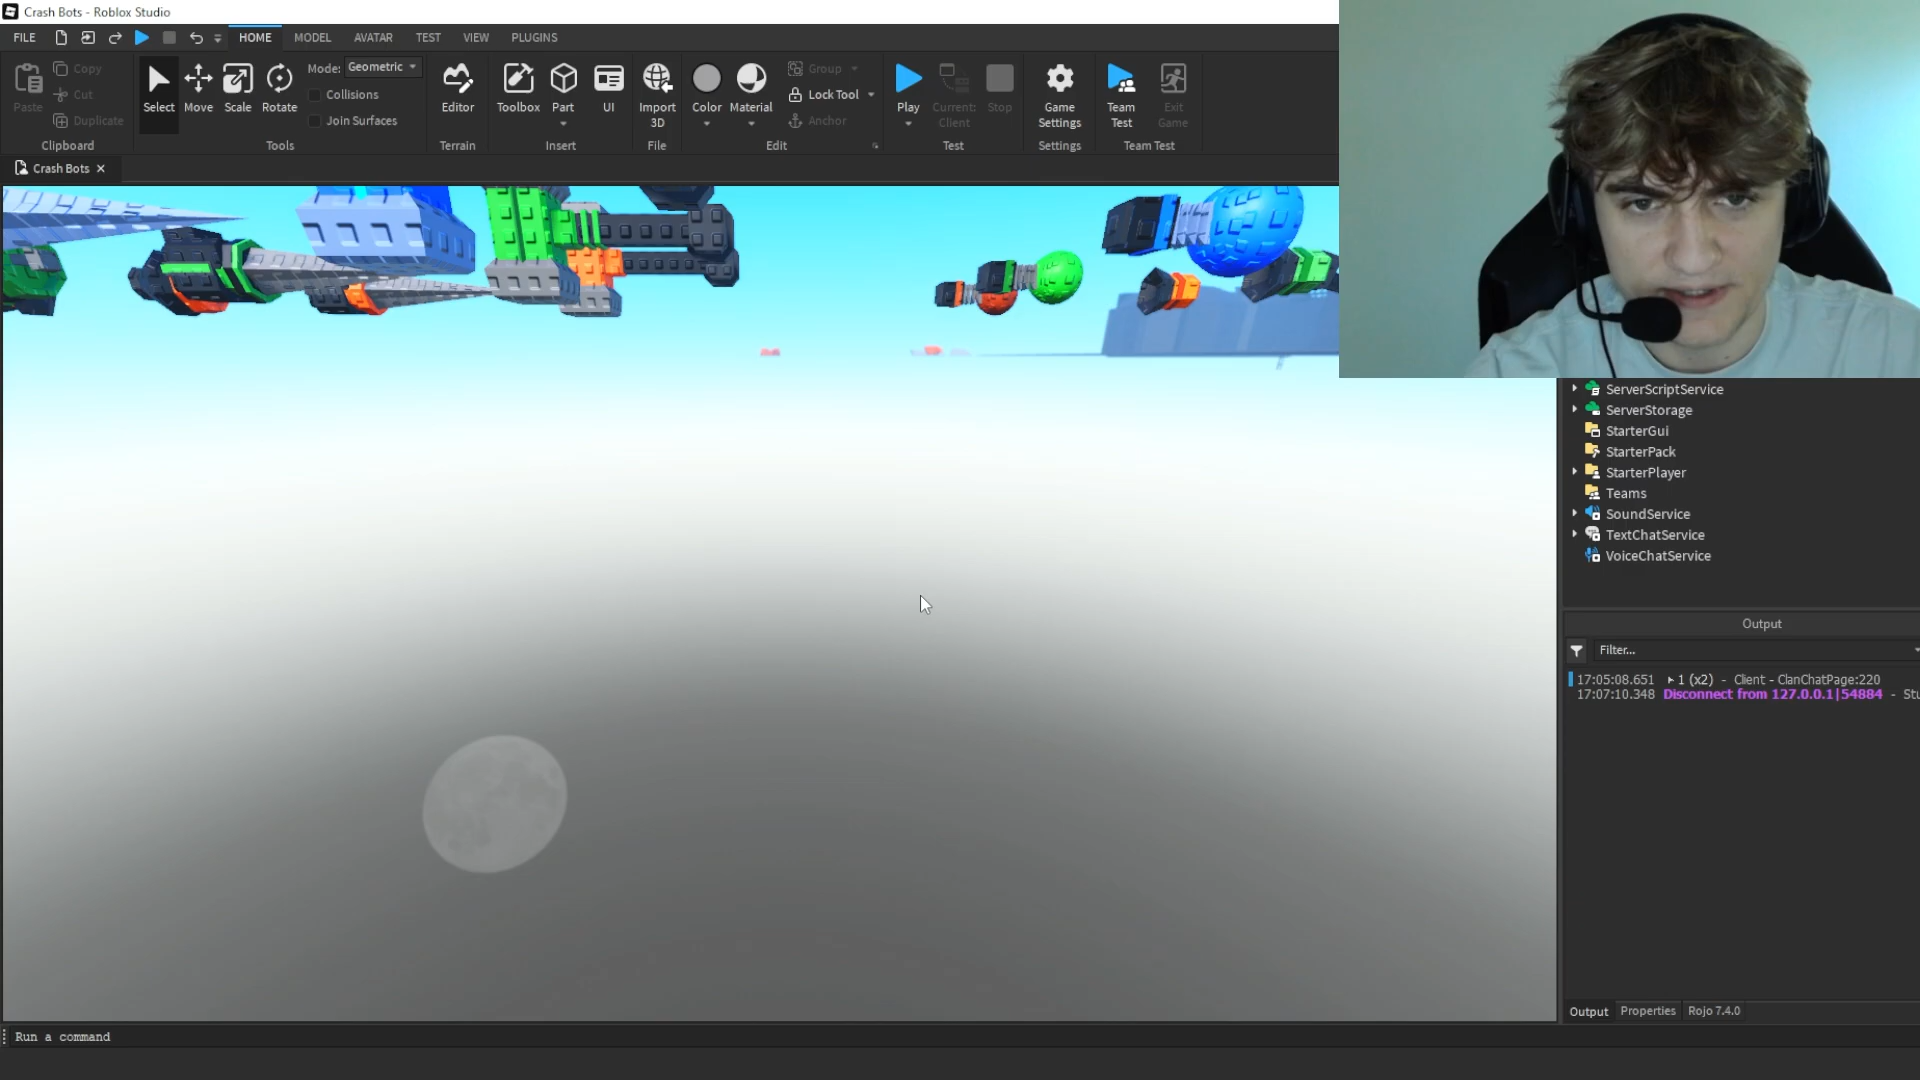 Crash Bots - Roblox Studio
FILE HOME MODEL AVATAR TEST VIEW PLUGINS
Paste
Copy
Cut
Duplicate
Clipboard
Select
Move
Scale
Rotate
Mode: Geometric
Collisions
Join Surfaces
Tools
Editor
Terrain
Toolbox
Part
UI
Insert
Import
3D
File
Color
Material
Group
Lock Tool
Anchor
Edit
Play
Current:
Client
Stop
Test
Game
Settings
Settings
Team
Test
Exit
Game
Team Test
Crash Bots
ServerScriptService
ServerStorage
StarterGui
StarterPack
StarterPlayer
Teams
SoundService
TextChatService
VoiceChatService
Output
Filter...
17:05:08.651 1 (x2) - Client - ClanChatPage:220
17:07:10.348 Disconnect from 127.0.0.1|54884 - Stu
Output Properties Rojo 7.4.0
Run a command